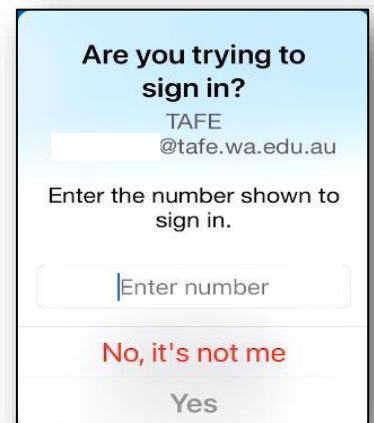 Are you trying to
sign in?
TAFE
@tafe.wa.edu.au
Enter the number shown to
sign in.
Enter number
No, it's not me
Yes